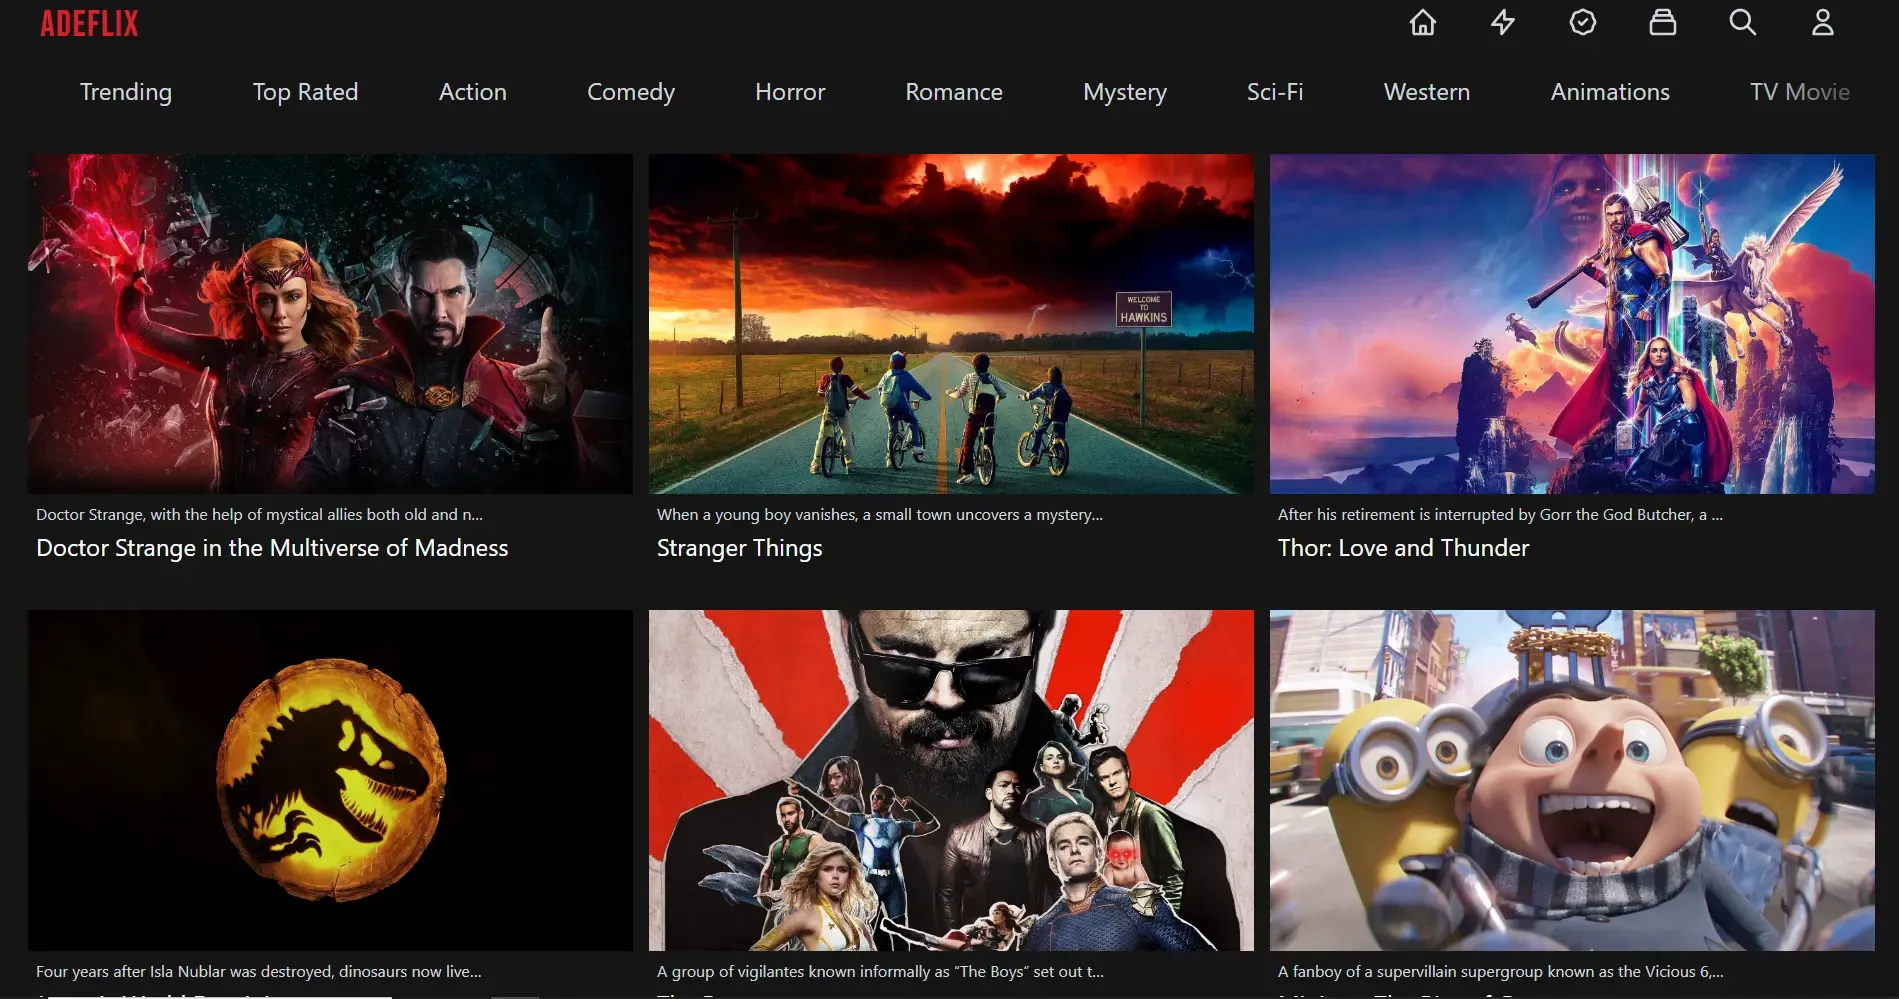 ADEFLIX
Trending Top Rated Action Comedy Horror Romance Mystery Sci-Fi Western Animations TV Movie
WELCOME
TO
HAWKINS
Doctor Strange, with the help of mystical allies both old and n...
Doctor Strange in the Multiverse of Madness
When a young boy vanishes, a small town uncovers a mystery...
Stranger Things
After his retirement is interrupted by Gorr the God Butcher, a ...
Thor: Love and Thunder
Four years after Isla Nublar was destroyed, dinosaurs now live...
A group of vigilantes known informally as “The Boys” set out t...
A fanboy of a supervillain supergroup known as the Vicious 6,...